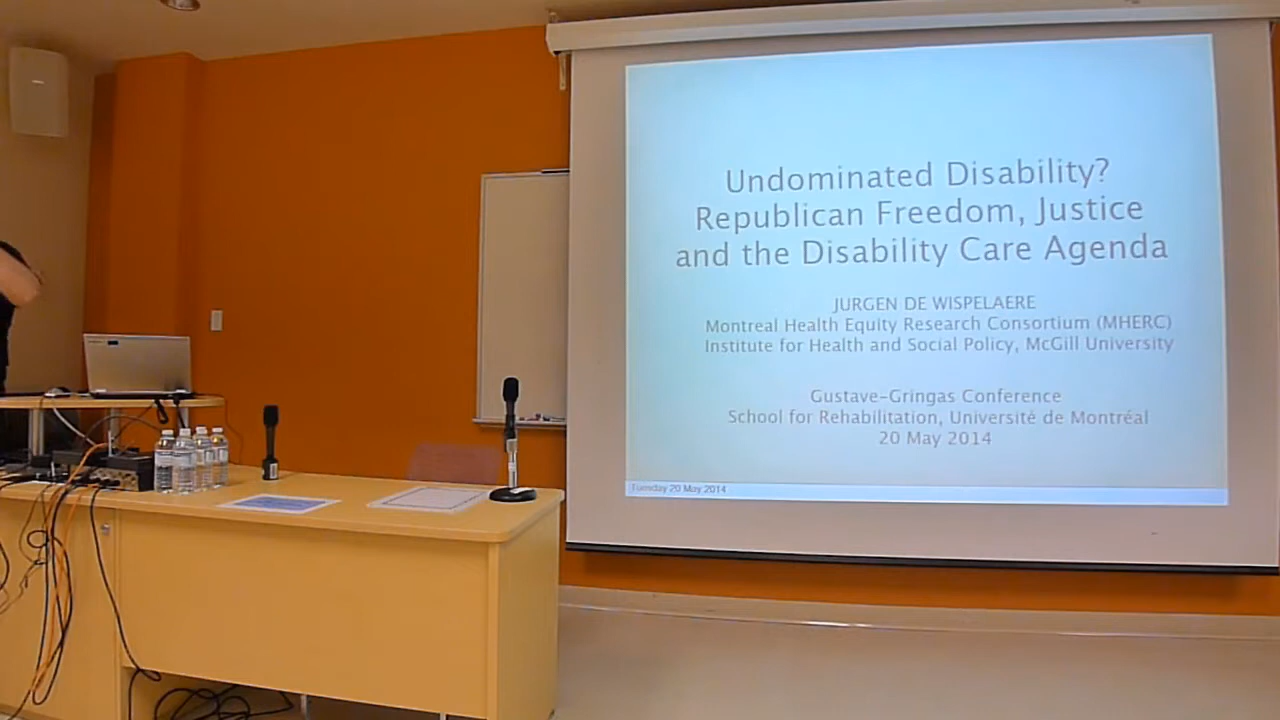 Undominated Disability?
Republican Freedom, Justice
and the Disability Care Agenda
JURGEN DE WISPELAERE
Montreal Health Equity Research Consortium (MHERC)
Institute for Health and Social Policy, McGill University
Gustave-Gringas Conference
School for Rehabilitation, Université de Montréal
20 May 2014
Tuesday 20 May 2014